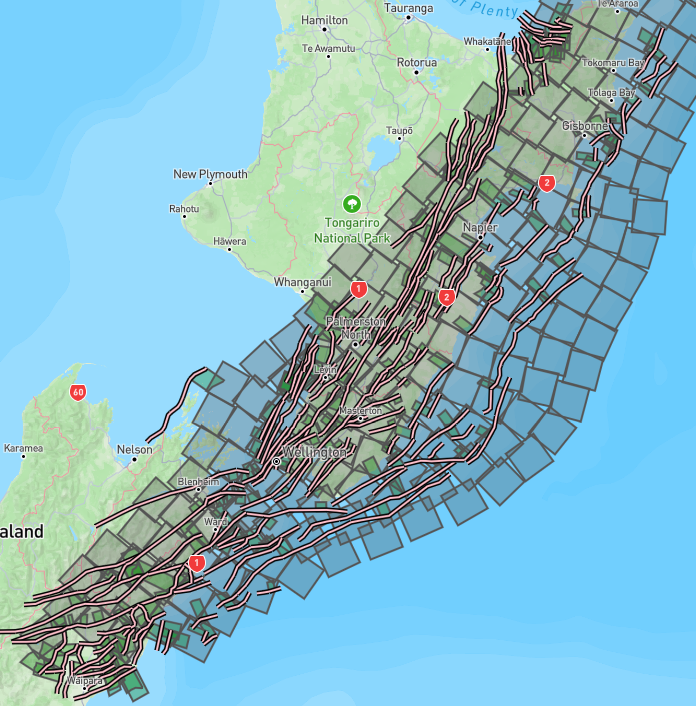 Te Araroa
Tauranga
of Plenty
Hamilton
Whakatane
Te Awamutu
Rotorua
Tokomaru Bay
Tolaga Bay
Gisborne
Taupō
New Plymouth
2
Rahotu
Tongariro
National Park
Napier
Hāwera
Whanganui
1
2
Palmerston
North
Levin
60
Masterton
Karamea
Nelson
Wellington
Blenheim
Ward
aland
1
Waipara